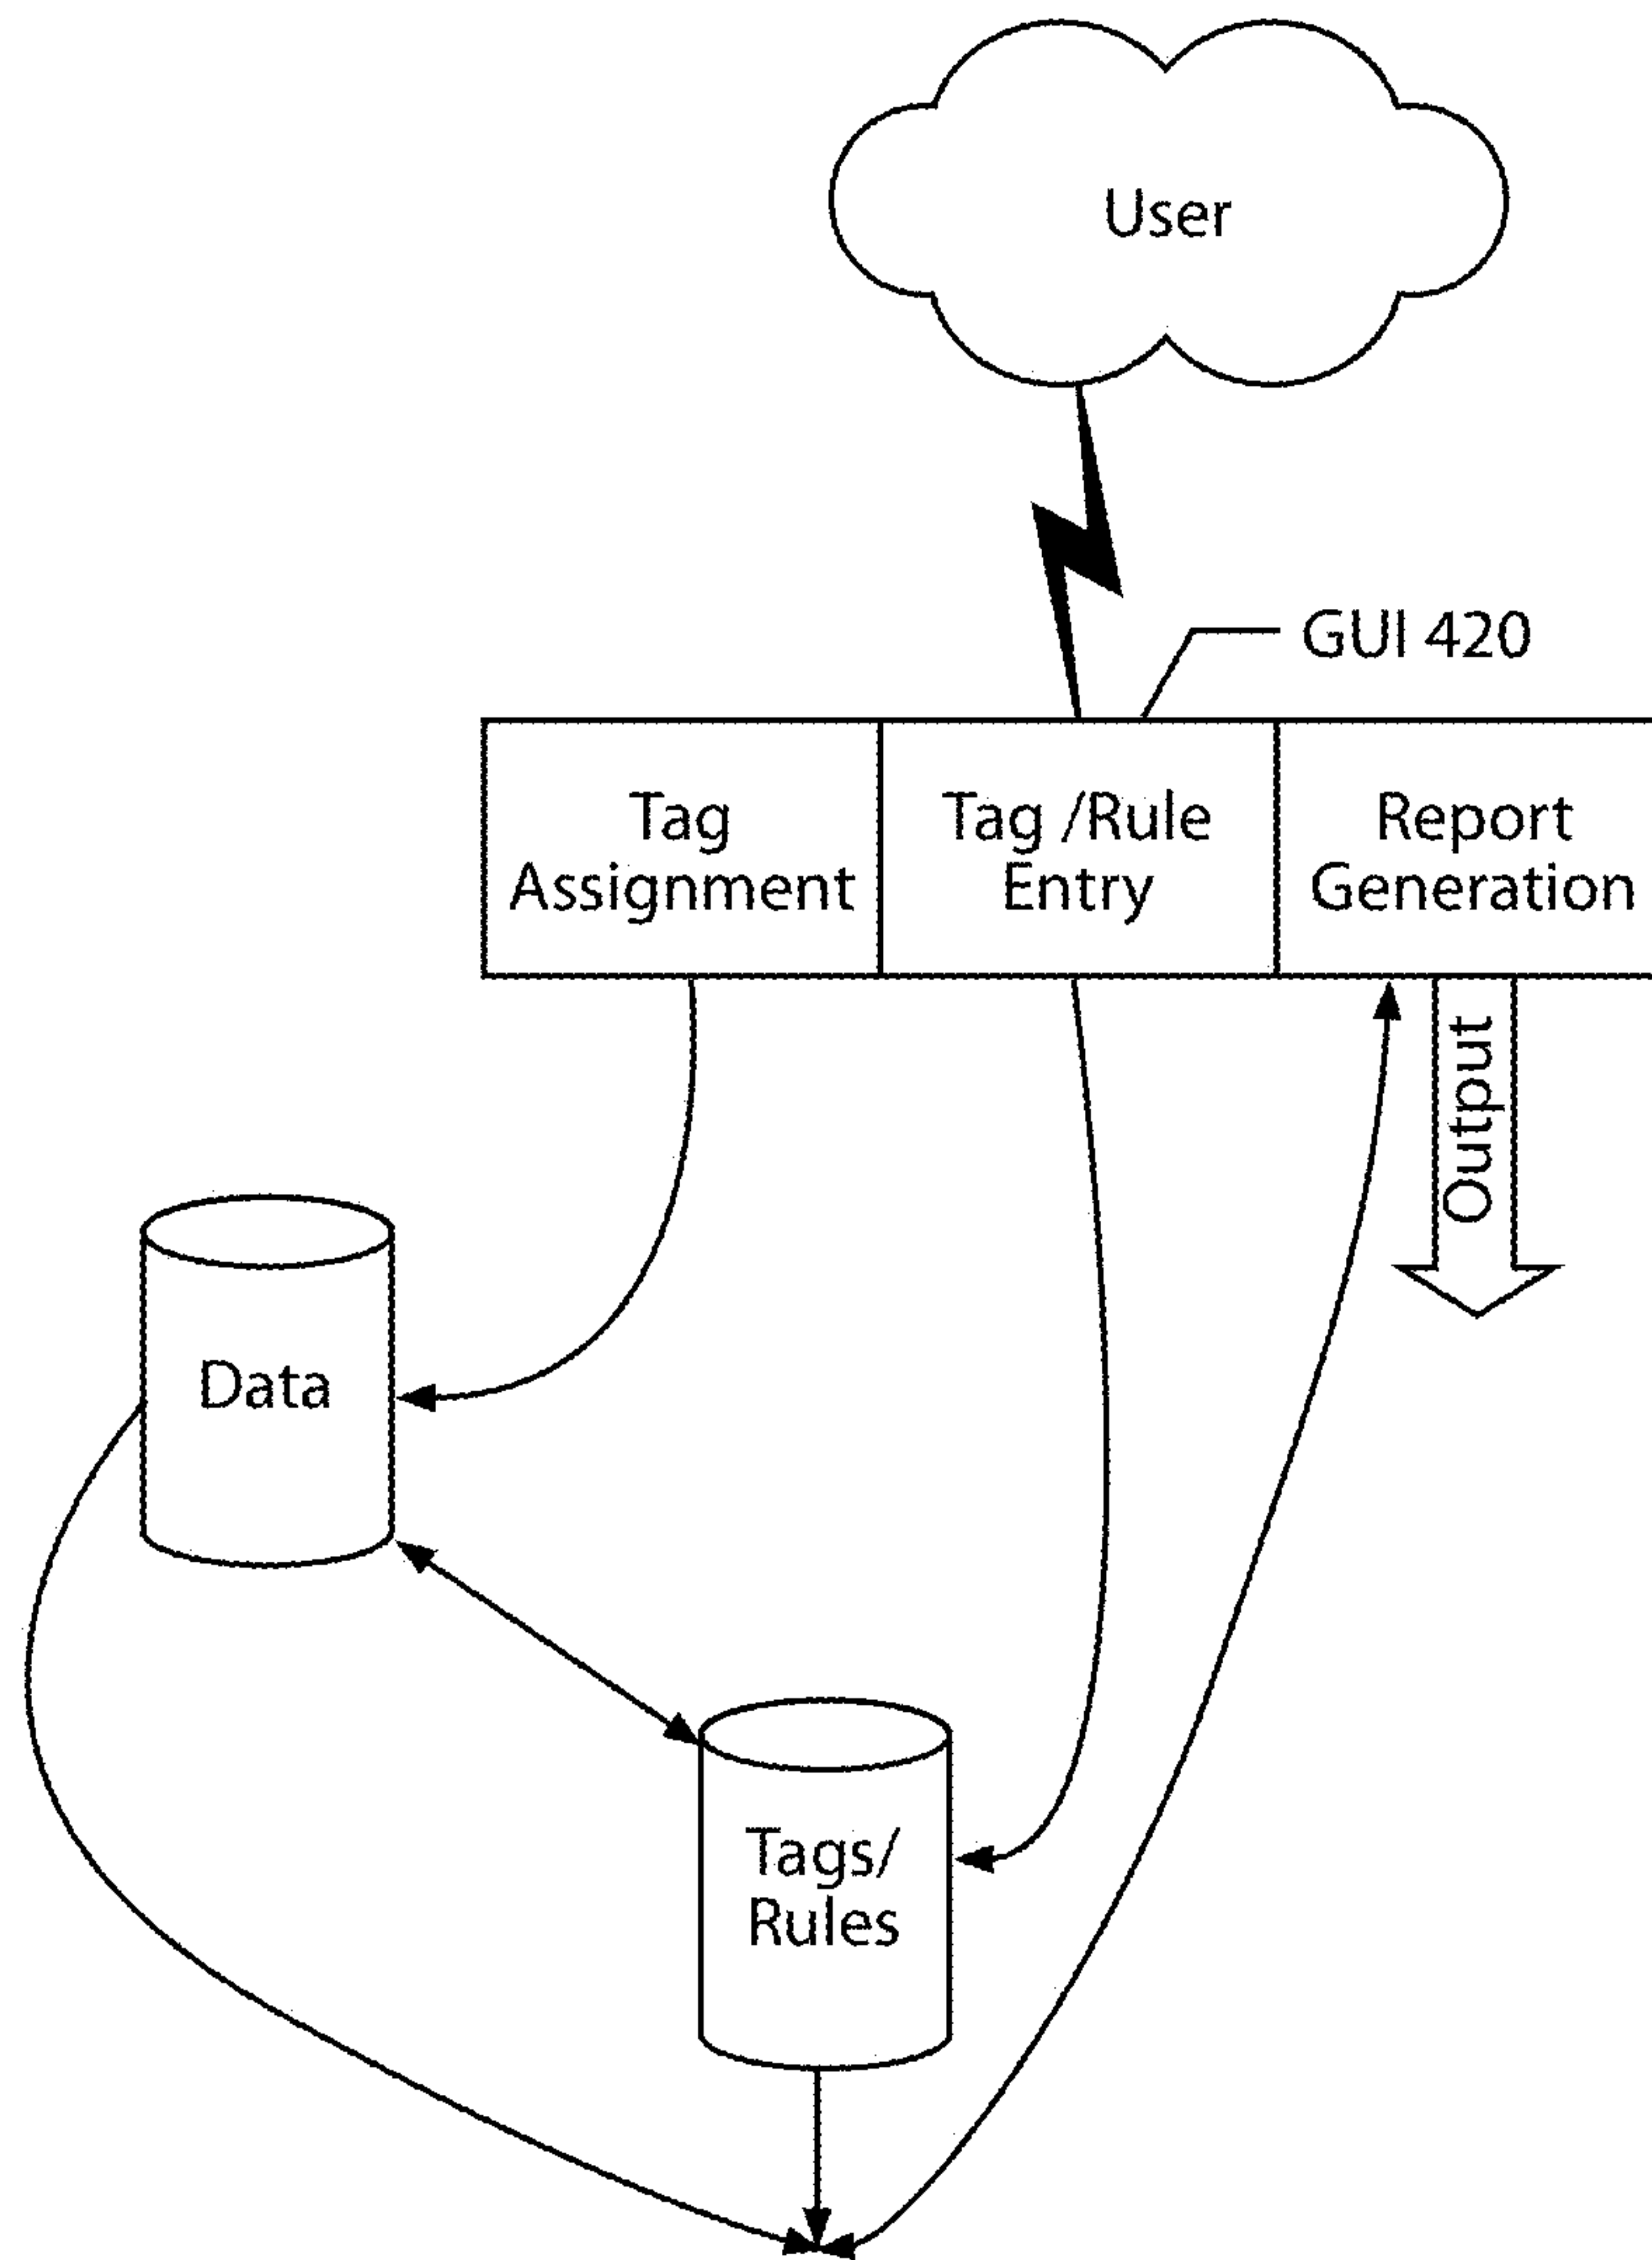 User
GUI 420
Tag
Assignment
Tag /Rule
Entry
Report
Generation
Output
Data
Tags/
Rules